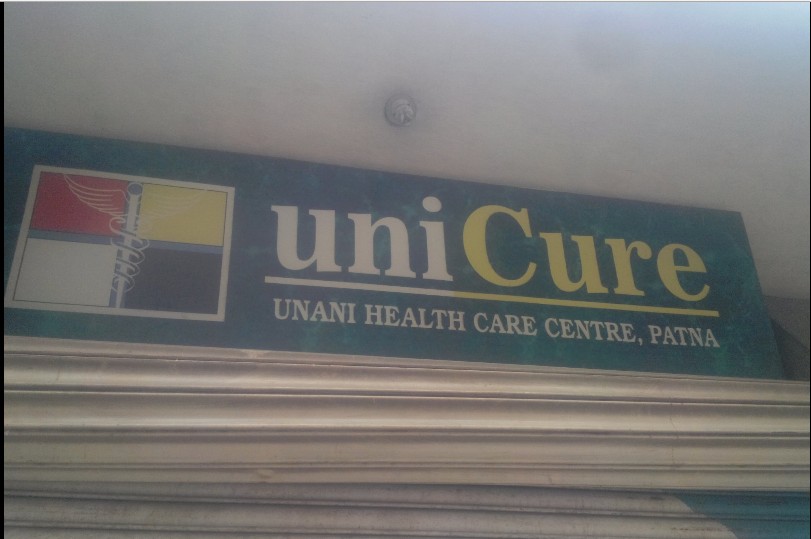 uniCure
UNANI HEALTH CARE CENTRE, PATNA